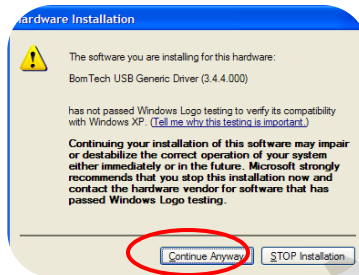 Hardware Installation
The software you are installing for this hardware:
BomTech USB Generic Driver (3.4.4.000)
has not passed Windows Logo testing to verify its compatibility
with Windows XP. (Tell me why this testing is important.)
Continuing your installation of this software may impair
or destabilize the correct operation of your system
either immediately or in the future. Microsoft strongly
recommends that you stop this installation now and
contact the hardware vendor for software that has
passed Windows Logo testing.
Continue Anyway
STOP Installation